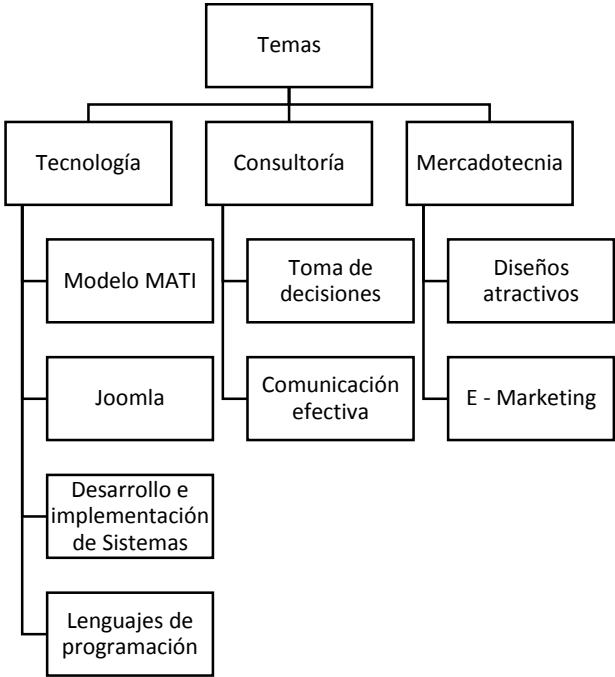 Temas
Tecnología
Consultoría
Mercadotecnia
Modelo MATI
Joomla
Desarrollo e
implementación
de Sistemas
Lenguajes de
programación
Toma de
decisiones
Comunicación
efectiva
Diseños
atractivos
E - Marketing